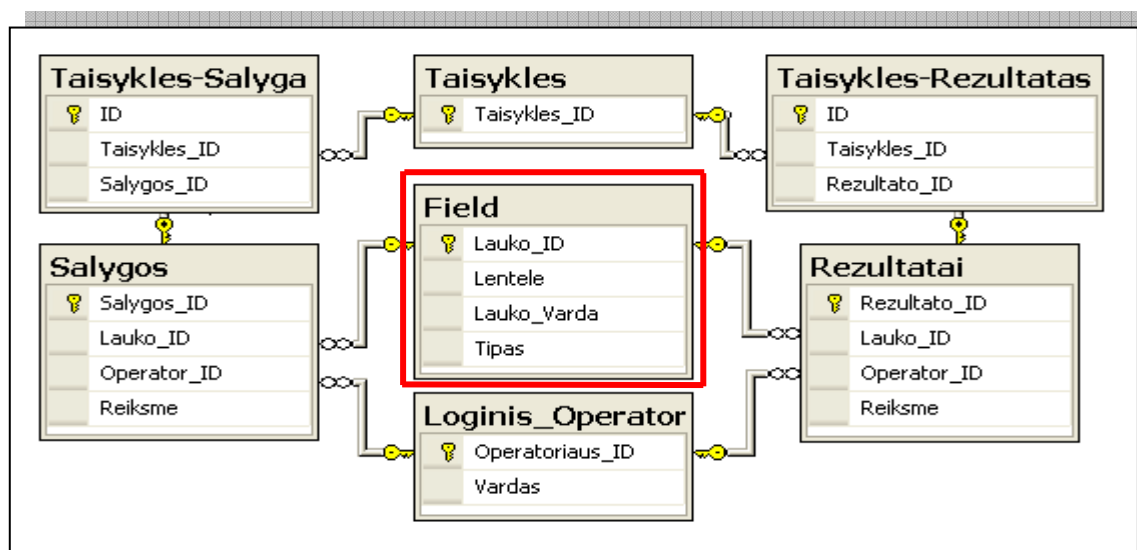 Taisykles-Salyga
ID
Taisykles_ID
Salygos_ID
Taisykles
Taisykles_ID
Taisykles-Rezultatas
ID
Taisykles_ID
Rezultato_ID
Field
Lauko_ID
Lentele
Lauko_Varda
Tipas
Salygos
Salygos_ID
Lauko_ID
Operator_ID
Reiksme
Rezultatai
Rezultato_ID
Lauko_ID
Operator_ID
Reiksme
Loginis_Operator
Operatoriaus_ID
Vardas